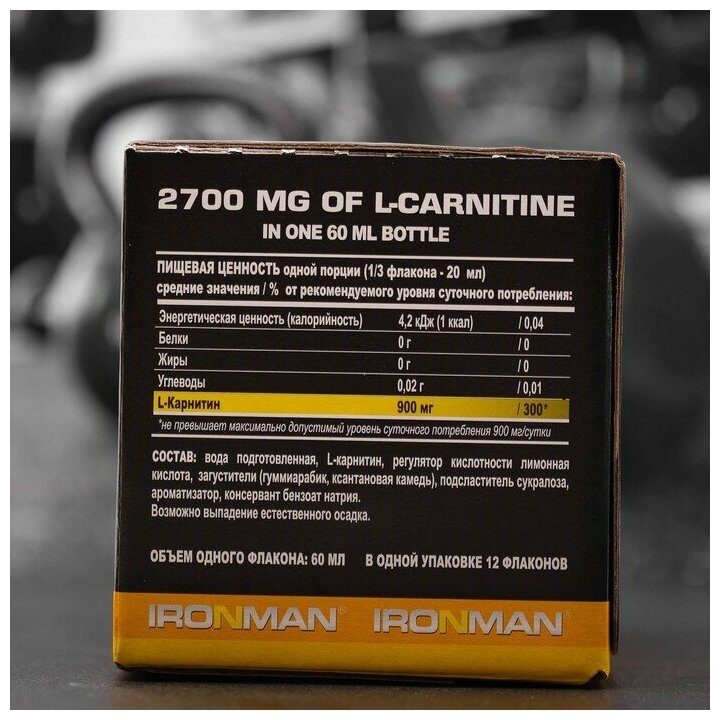 2700 MG OF L-CARNITINE
IN ONE 60 ML BOTTLE
ПИЩЕВАЯ ЦЕННОСТЬ одной порции (1/3 флакона - 20 мл)
средние значения / % от рекомендуемого уровня суточного потребления:
Энергетическая ценность (калорийность) 4,2 кДж (1 ккал) / 0,04
Белки 0 г / 0
Жиры 0 г / 0
Углеводы 0,02 г / 0,01
L-Карнитин 900 мг / 300*
*не превышает максимально допустимый уровень суточного потребления 900 мг/сутки
СОСТАВ: вода подготовленная, L-карнитин, регулятор кислотности лимонная
кислота, загустители (гуммиарабик, ксантановая камедь), подсластитель сукралоза,
ароматизатор, консервант бензоат натрия.
Возможно выпадение естественного осадка.
ОБЪЕМ ОДНОГО ФЛАКОНА: 60 МЛ В ОДНОЙ УПАКОВКЕ 12 ФЛАКОНОВ
IRONMAN® IRONMAN®